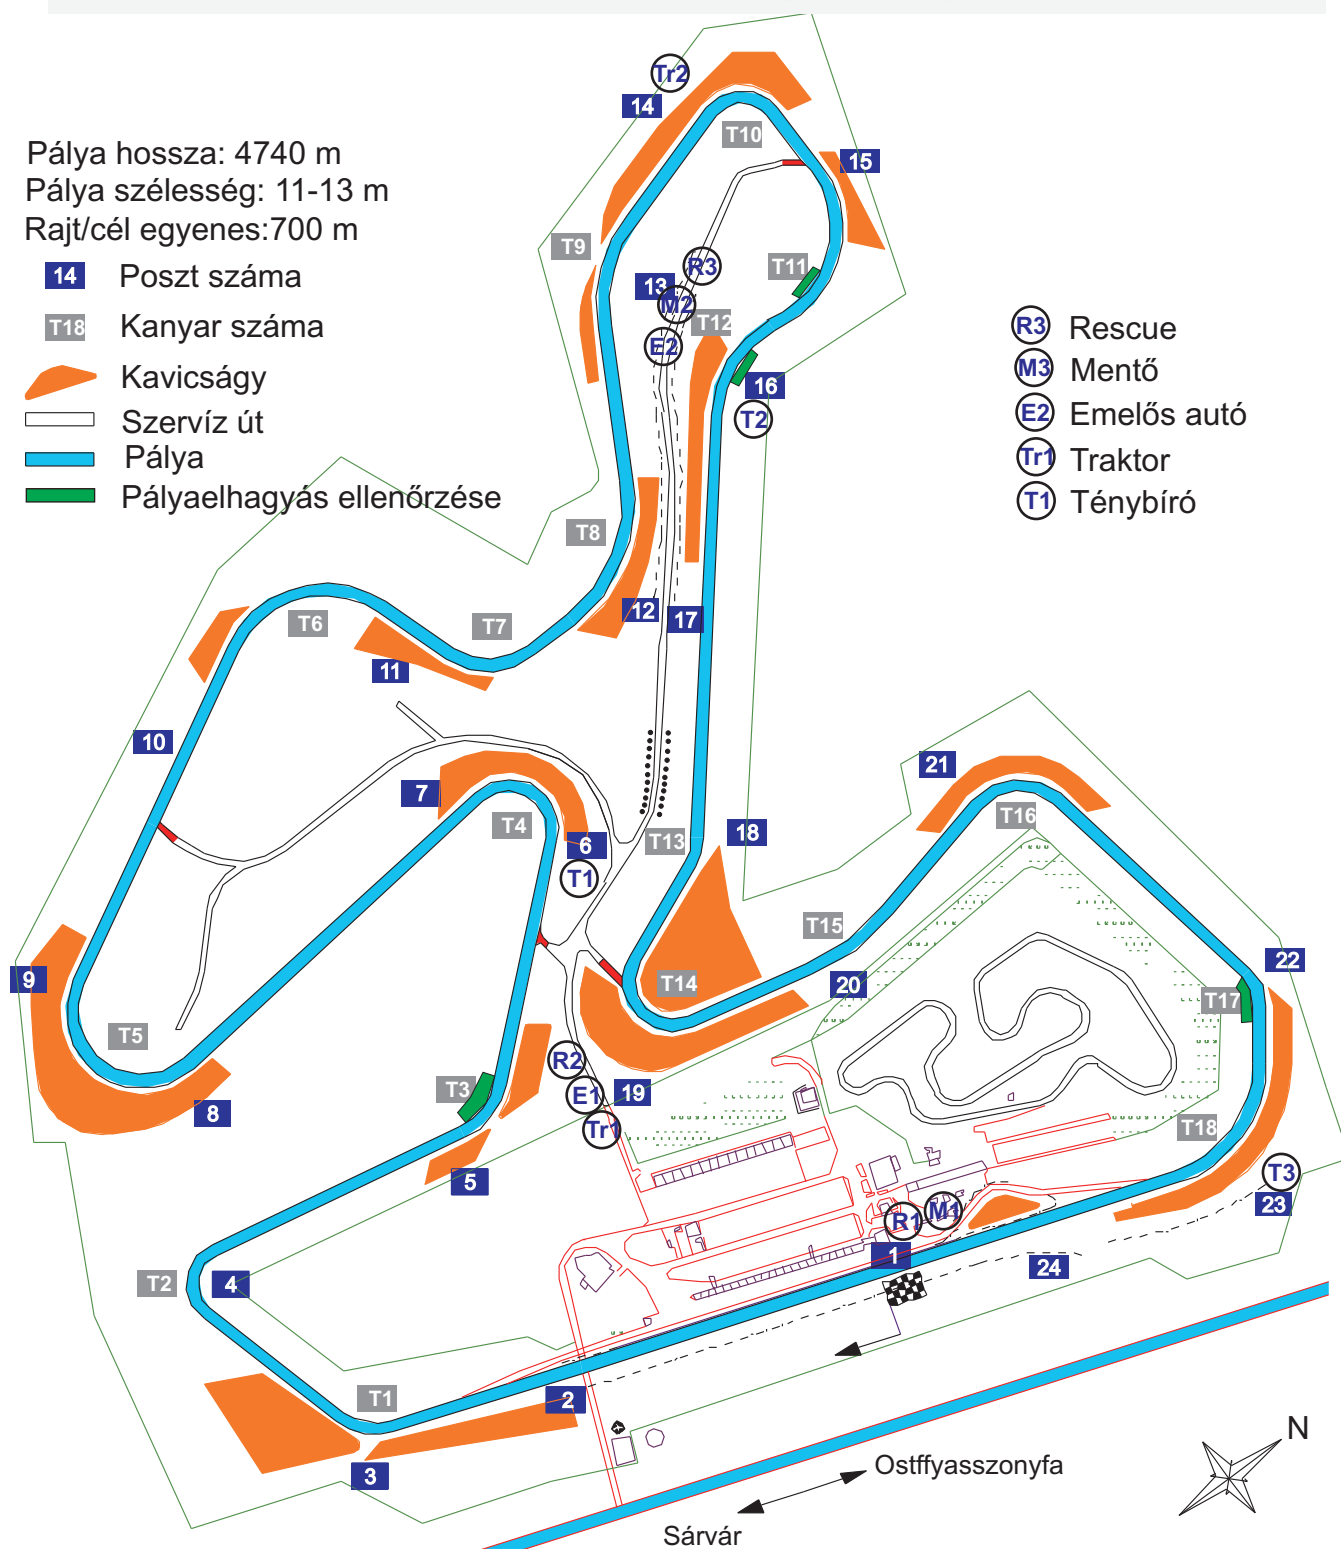 Pálya hossza: 4740 m
Pálya szélesség: 11-13 m
Rajt/cél egyenes:700 m
14 Poszt száma
T18 Kanyar száma
Kavicságy
Szervíz út
Pálya
Pályaelhagyás ellenőrzése
R3 Rescue
M3 Mentő
E2 Emelős autó
Tr1 Traktor
T1 Ténybíró
Tr2
14
T10
15
T9
R3
T11
13
M2
T12
E2
16
T2
T8
12
17
T6
T7
11
10
21
7
T16
T4
18
6
T13
T1
T15
22
9
T14
20
T17
T5
R2
T3
E1
19
8
Tr1
T18
5
T3
23
M1
R1
1
24
T2
4
T1
2
3
N
Ostffyasszonyfa
Sárvár